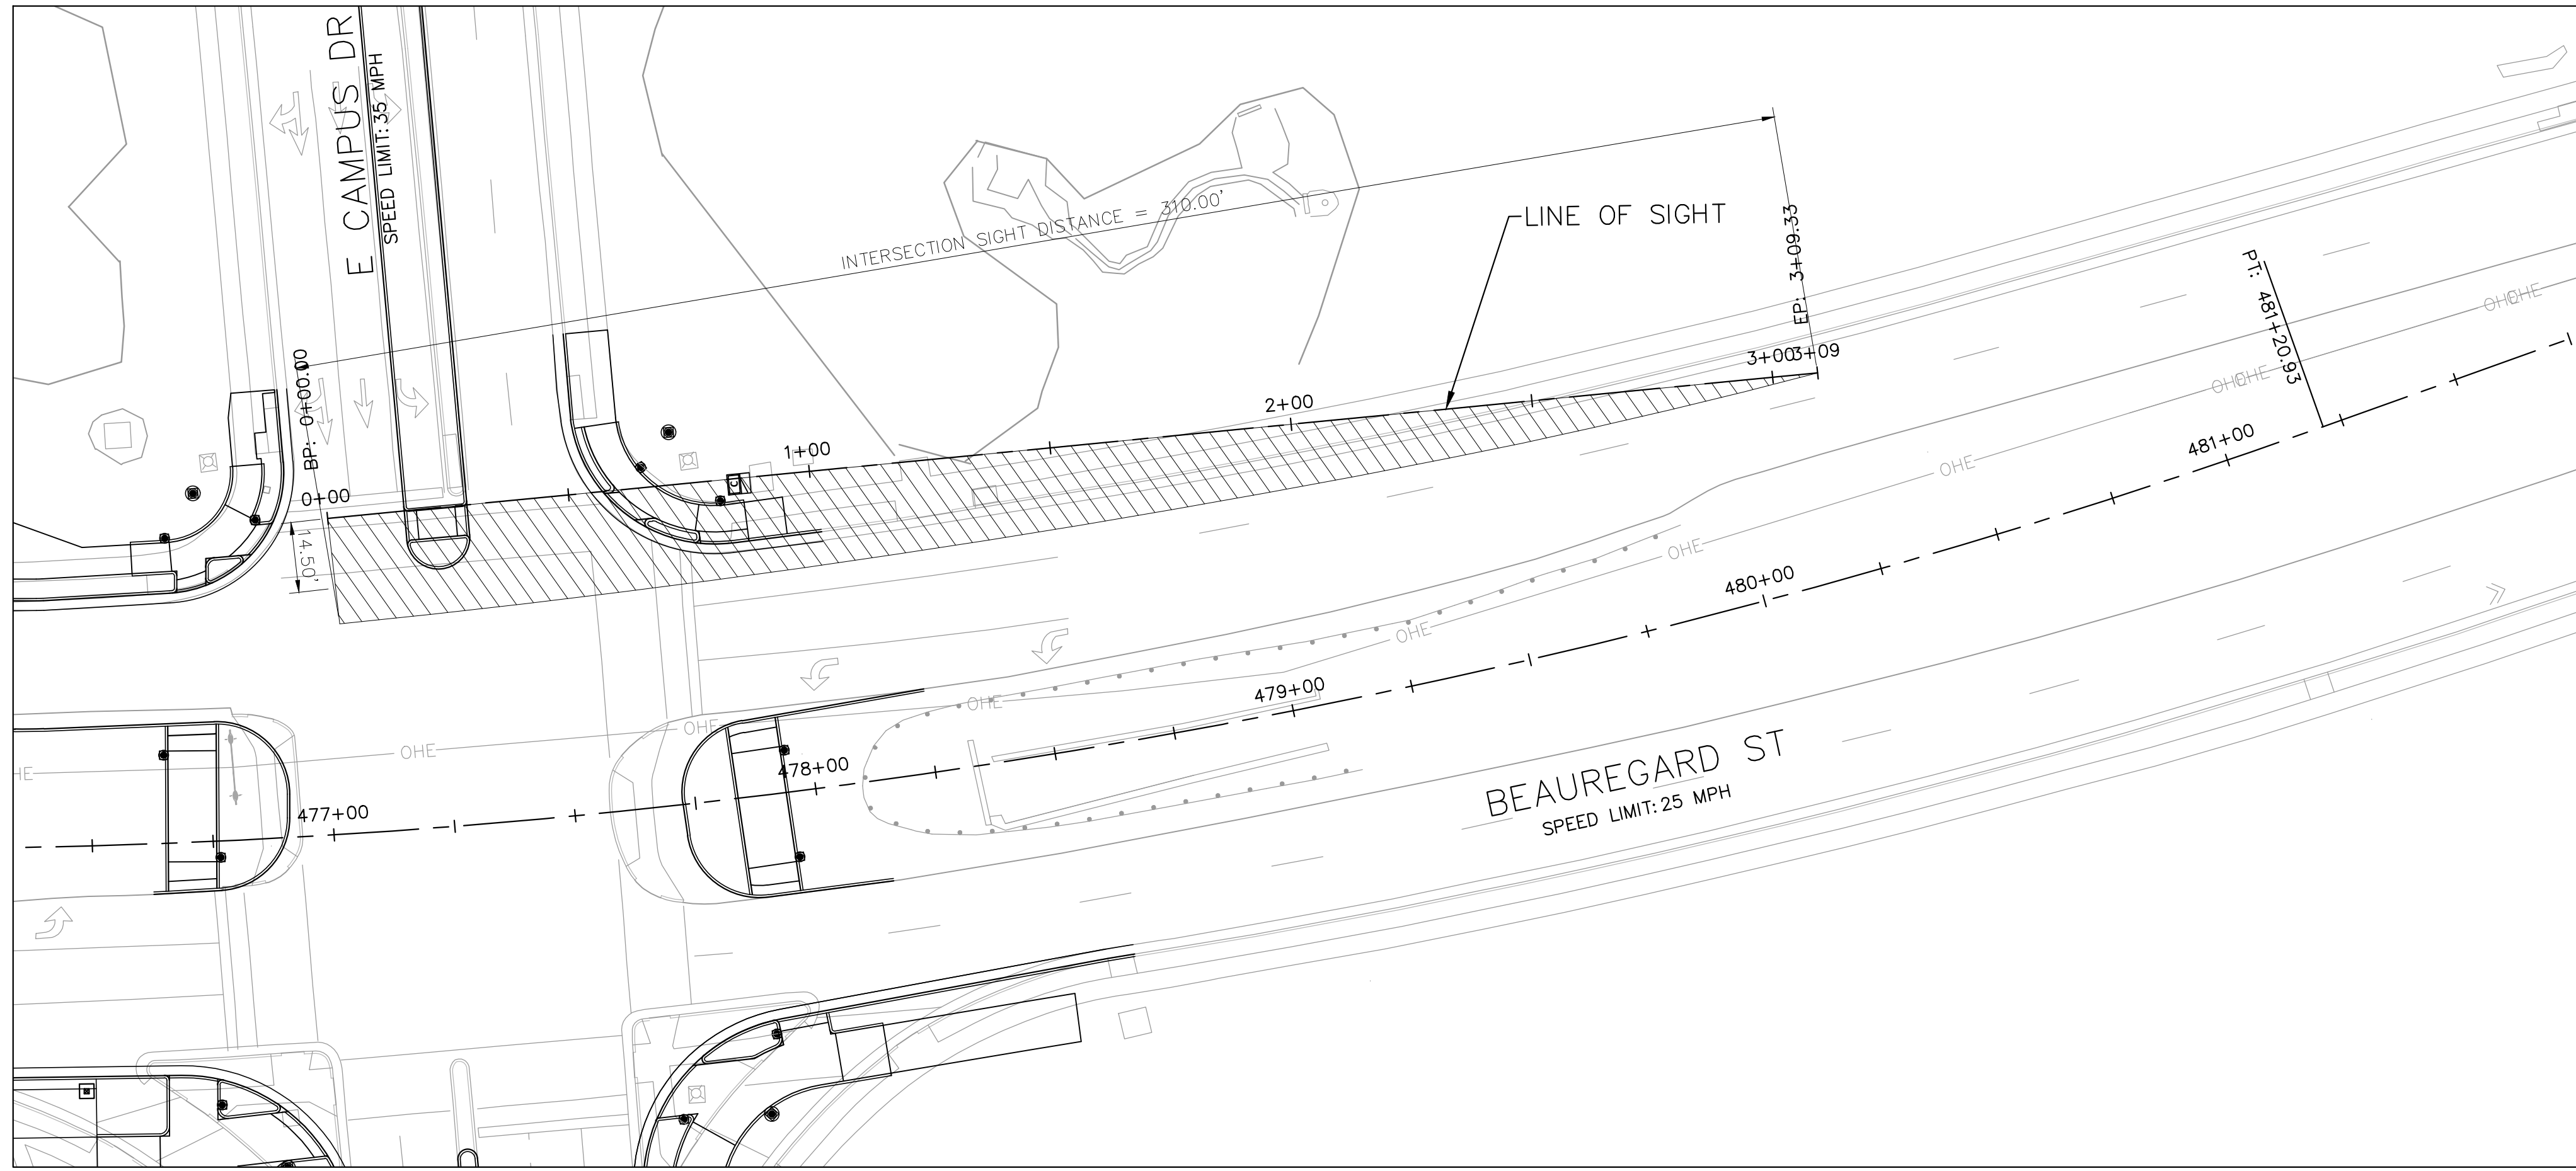 E CAMPUS DR
SPEED LIMIT: 35 MPH
INTERSECTION SIGHT DISTANCE = 310.00'
LINE OF SIGHT
EP: 3+09.33
PT: 481+20.93
OHE
OHE
OHE
OHE
3+00
3+09
2+00
1+00
BP: 0+00.00
0+00
14.50'
481+00
OHE
OHE
480+00
OHE
479+00
OHE
OHE
OHE
HE
478+00
477+00
BEAUREGARD ST
SPEED LIMIT: 25 MPH
C